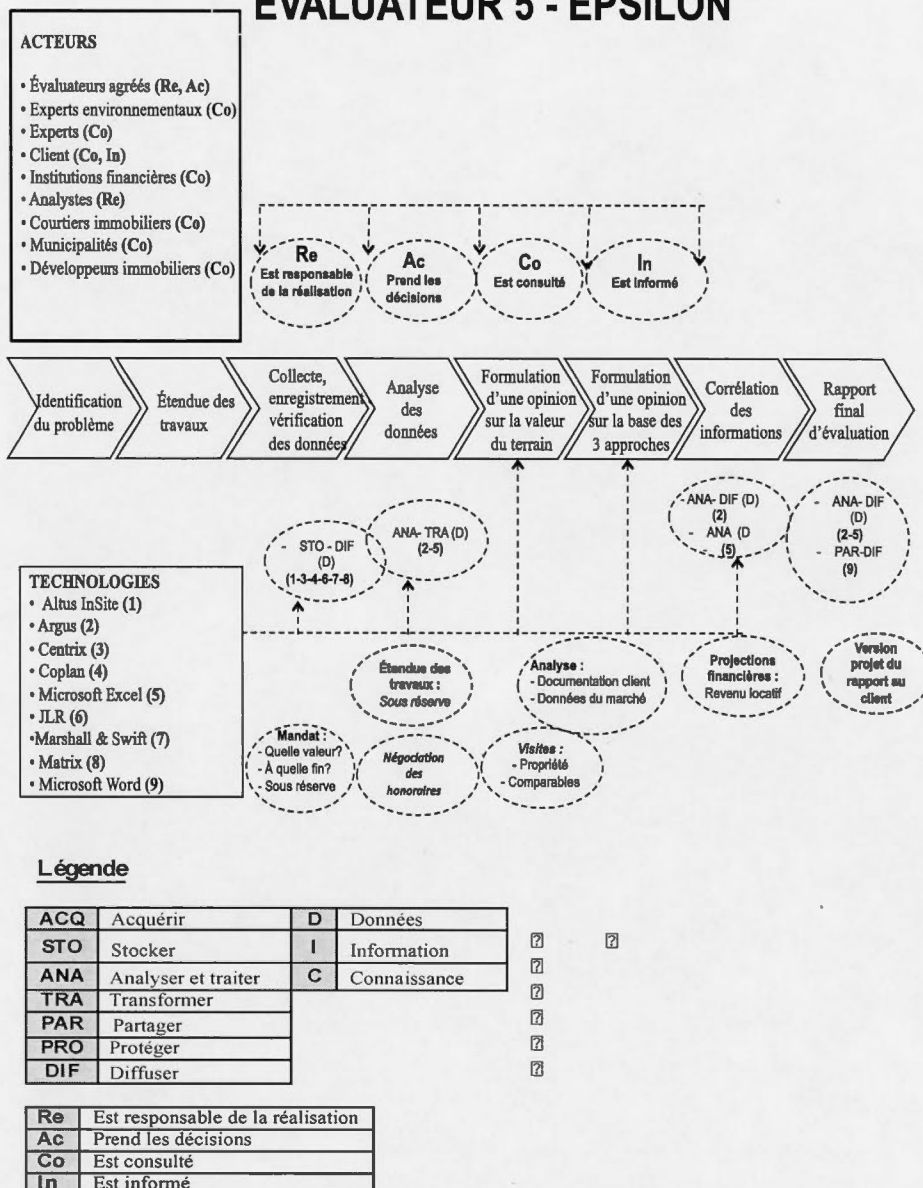 ÉVALUATEUR 5 - EPSILON
ACTEURS
• Évaluateurs agréés (Re, Ac)
• Experts environnementaux (Co)
• Experts (Co)
• Client (Co, In)
• Institutions financières (Co)
• Analystes (Re)
• Courtiers immobiliers (Co)
• Municipalités (Co)
• Développeurs immobiliers (Co)
Re
Est responsable
de la réalisation
Ac
Prend les
décisions
Co
Est consulté
In
Est informé
Identification
du problème
Étendue des
travaux
Collecte,
enregistrement,
vérification
des données
Analyse
des
données
Formulation
d'une opinion
sur la valeur
du terrain
Formulation
d'une opinion
sur la base des
3 approches
Corrélation
des
informations
Rapport
final
d'évaluation
- STO - DIF
(D)
(1-3-4-6-7-8)
ANA- TRA (D)
(2-5)
- ANA- DIF (D)
(2)
- ANA (D
(5)
- ANA- DIF
(D)
(2-5)
- PAR-DIF
(9)
TECHNOLOGIES
• Altus InSite (1)
• Argus (2)
• Centrix (3)
• Coplan (4)
• Microsoft Excel (5)
• JLR (6)
•Marshall & Swift (7)
• Matrix (8)
• Microsoft Word (9)
Étendue des
travaux :
Sous réserve
Analyse :
- Documentation client
- Données du marché
Projections
financières :
Revenu locatif
Version
projet du
rapport au
client
Mandat :
- Quelle valeur?
- À quelle fin?
- Sous réserve
Négociation
des
honoraires
Visites :
- Propriété
- Comparables
Légende
ACQ Acquérir D Données
STO Stocker I Information
ANA Analyser et traiter C Connaissance
TRA Transformer
PAR Partager
PRO Protéger
DIF Diffuser
Re Est responsable de la réalisation
Ac Prend les décisions
Co Est consulté
In Est informé